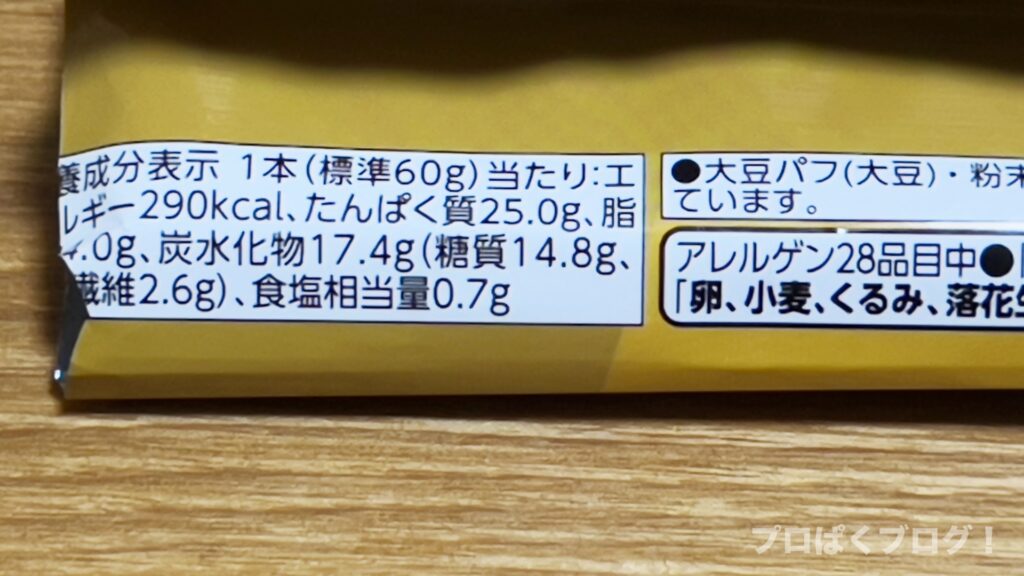 養成分表示 1本(標準60g)当たり:エ
ルギー290kcal、たんぱく質25.0g、脂
.0g、炭水化物17.4g(糖質14.8g、
繊維2.6g)、食塩相当量0.7g
●大豆パフ(大豆)・粉末
ています。
アレルゲン28品目中●
「卵、小麦、くるみ、落花生
プロぱくブログ!